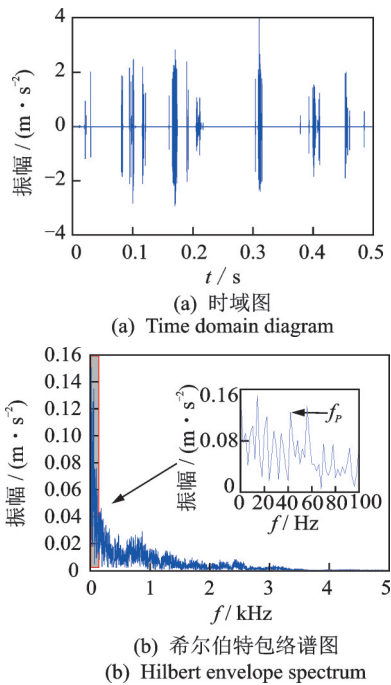 4
2
0
−2
−4
振幅 / (m·s⁻²)
0 0.1 0.2 0.3 0.4 0.5
t / s
(a) 时域图
(a) Time domain diagram
0.16
0.14
0.12
0.10
0.08
0.06
0.04
0.02
0
振幅 / (m·s⁻²)
0.16
0.08
0
振幅 / (m·s⁻²)
f_P
0 20 40 60 80 100
f / Hz
0 1 2 3 4 5
f / kHz
(b) 希尔伯特包络谱图
(b) Hilbert envelope spectrum